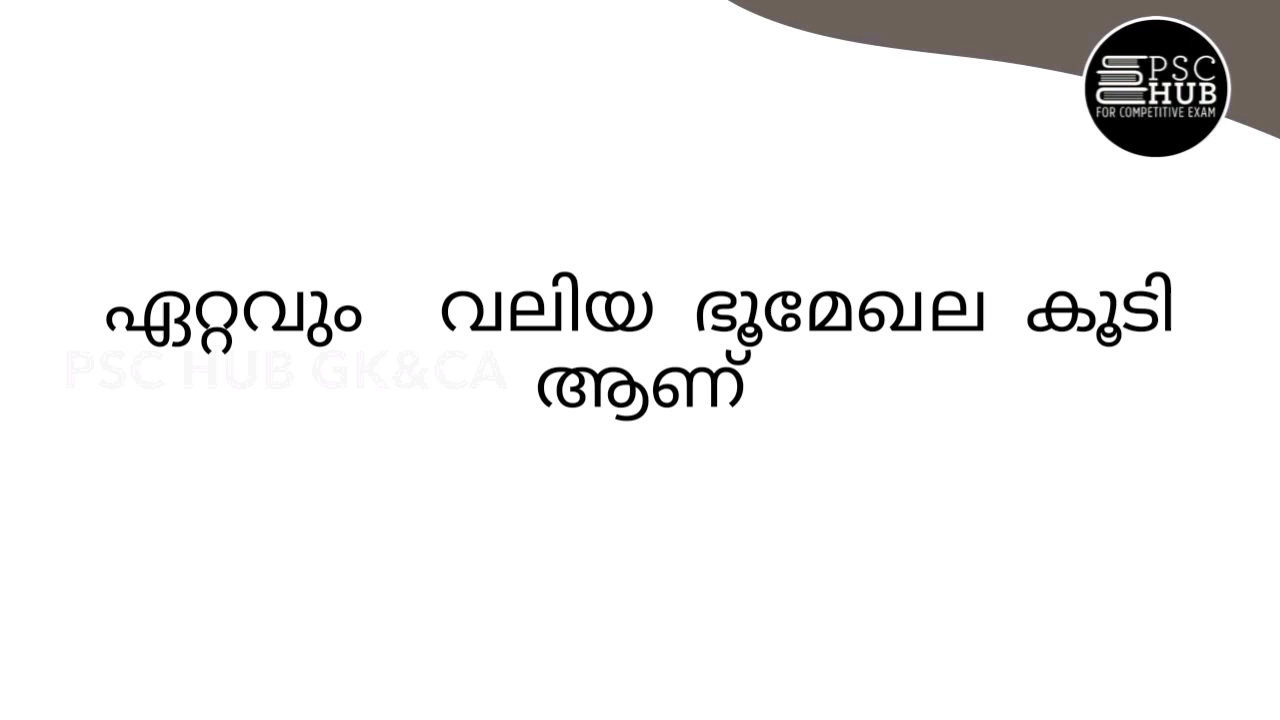 PSC
HUB
FOR COMPETITIVE EXAM
ഏറ്റവും വലിയ ഭൂമേഖല കൂടി
PSC HUB GK&CA
ആണ്